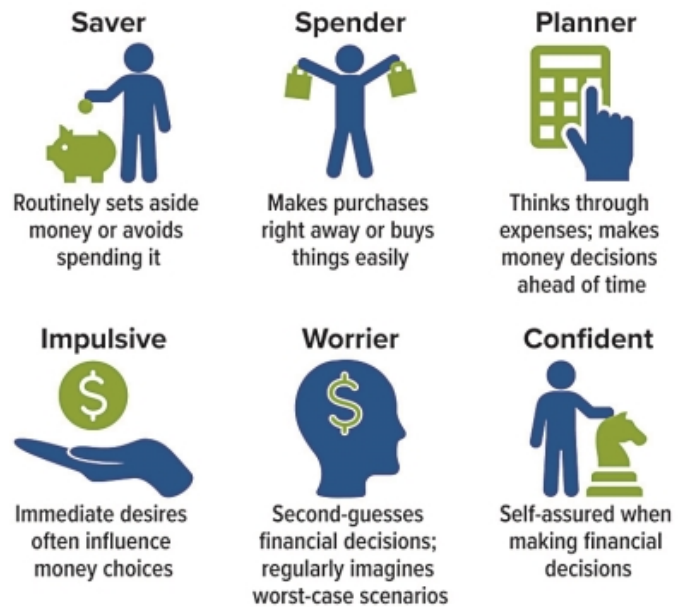 Saver
Routinely sets aside
money or avoids
spending it
Spender
Makes purchases
right away or buys
things easily
Planner
Thinks through
expenses; makes
money decisions
ahead of time
Impulsive
$
Immediate desires
often influence
money choices
Worrier
$
Second-guesses
financial decisions;
regularly imagines
worst-case scenarios
Confident
Self-assured when
making financial
decisions